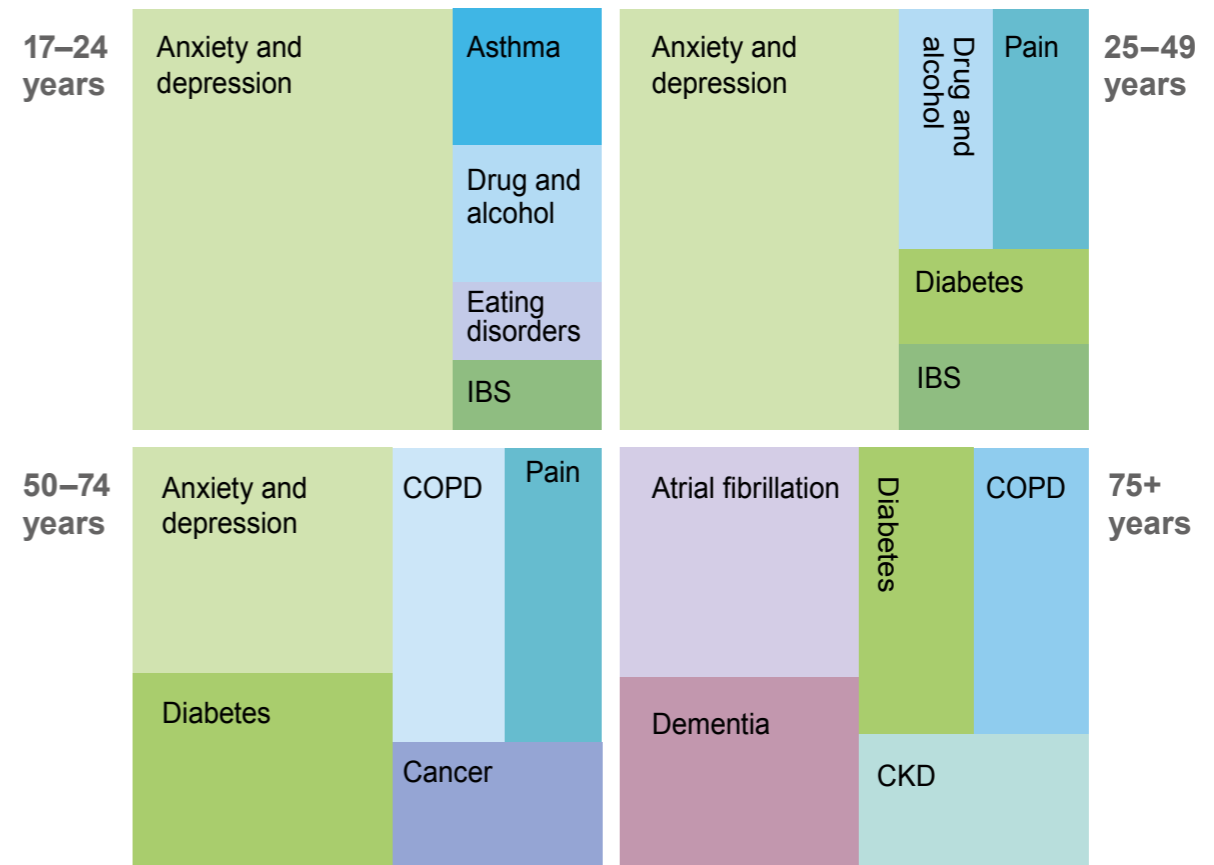 17–24
years
Anxiety and
depression
Asthma
Drug and
alcohol
Eating
disorders
IBS
Anxiety and
depression
Drug and
alcohol
Pain
Diabetes
IBS
25–49
years
50–74
years
Anxiety and
depression
COPD
Pain
Diabetes
Cancer
Atrial fibrillation
Diabetes
COPD
Dementia
CKD
75+
years